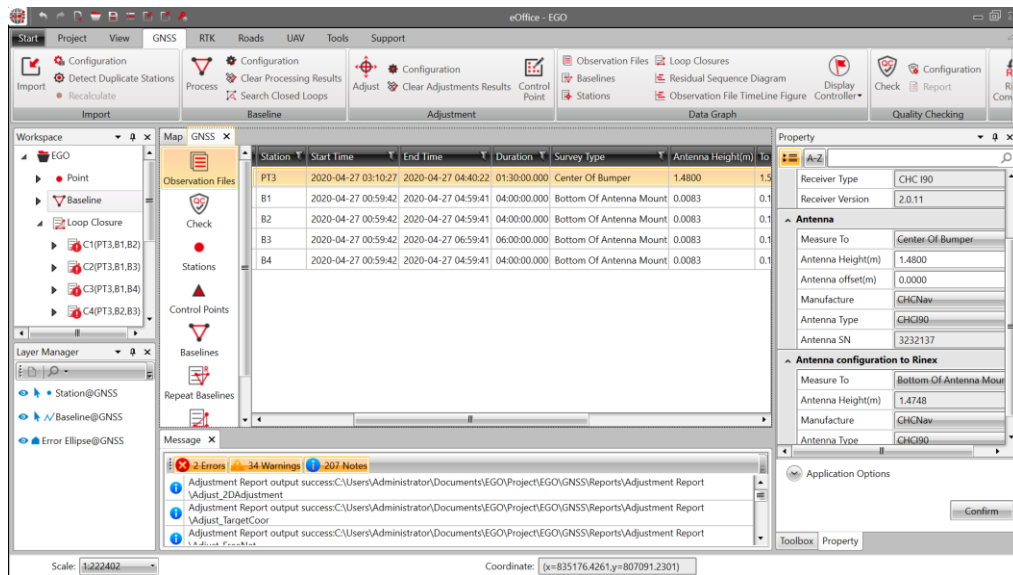 eOffice - EGO
Start Project View GNSS RTK Roads UAV Tools Support
Import
Configuration
Detect Duplicate Stations
Recalculate
Import
Process
Configuration
Clear Processing Results
Search Closed Loops
Baseline
Adjust
Configuration
Clear Adjustments Results
Control Point
Adjustment
Observation Files Loop Closures
Baselines Residual Sequence Diagram
Stations Observation File TimeLine Figure
Display Controller
Data Graph
Check
Configuration
Report
Quality Checking
Workspace
EGO
Point
Baseline
Loop Closure
C1(PT3,B1,B2)
C2(PT3,B1,B3)
C3(PT3,B1,B4)
C4(PT3,B2,B3)
Layer Manager
Station@GNSS
Baseline@GNSS
Error Ellipse@GNSS
Map GNSS
Observation Files
Check
Stations
Control Points
Baselines
Repeat Baselines
Station Start Time End Time Duration Survey Type Antenna Height(m) To
PT3 2020-04-27 03:10:27 2020-04-27 04:40:22 01:30:00.000 Center Of Bumper 1.4800 1.5
B1 2020-04-27 00:59:42 2020-04-27 04:59:41 04:00:00.000 Bottom Of Antenna Mount 0.0083 0.1
B2 2020-04-27 00:59:42 2020-04-27 04:59:41 04:00:00.000 Bottom Of Antenna Mount 0.0083 0.1
B3 2020-04-27 00:59:42 2020-04-27 06:59:41 06:00:00.000 Bottom Of Antenna Mount 0.0083 0.1
B4 2020-04-27 00:59:42 2020-04-27 04:59:41 04:00:00.000 Bottom Of Antenna Mount 0.0083 0.1
Message
2 Errors 34 Warnings 207 Notes
Adjustment Report output success:C:\Users\Administrator\Documents\EGO\Project\EGO\GNSS\Reports\Adjustment Report
\Adjust_2DAdjustment
Adjustment Report output success:C:\Users\Administrator\Documents\EGO\Project\EGO\GNSS\Reports\Adjustment Report
\Adjust_TargetCoor
Adjustment Report output success:C:\Users\Administrator\Documents\EGO\Project\EGO\GNSS\Reports\Adjustment Report
\Adjust_FreeNet
Property
A-Z
Receiver Type CHC I90
Receiver Version 2.0.11
Antenna
Measure To Center Of Bumper
Antenna Height(m) 1.4800
Antenna offset(m) 0.0000
Manufacture CHCNav
Antenna Type CHCI90
Antenna SN 3232137
Antenna configuration to Rinex
Measure To Bottom Of Antenna Moun
Antenna Height(m) 1.4748
Manufacture CHCNav
Antenna Type CHCI90
Application Options
Confirm
Toolbox Property
Scale: 1:222402
Coordinate: (x=835176.4261,y=807091.2301)